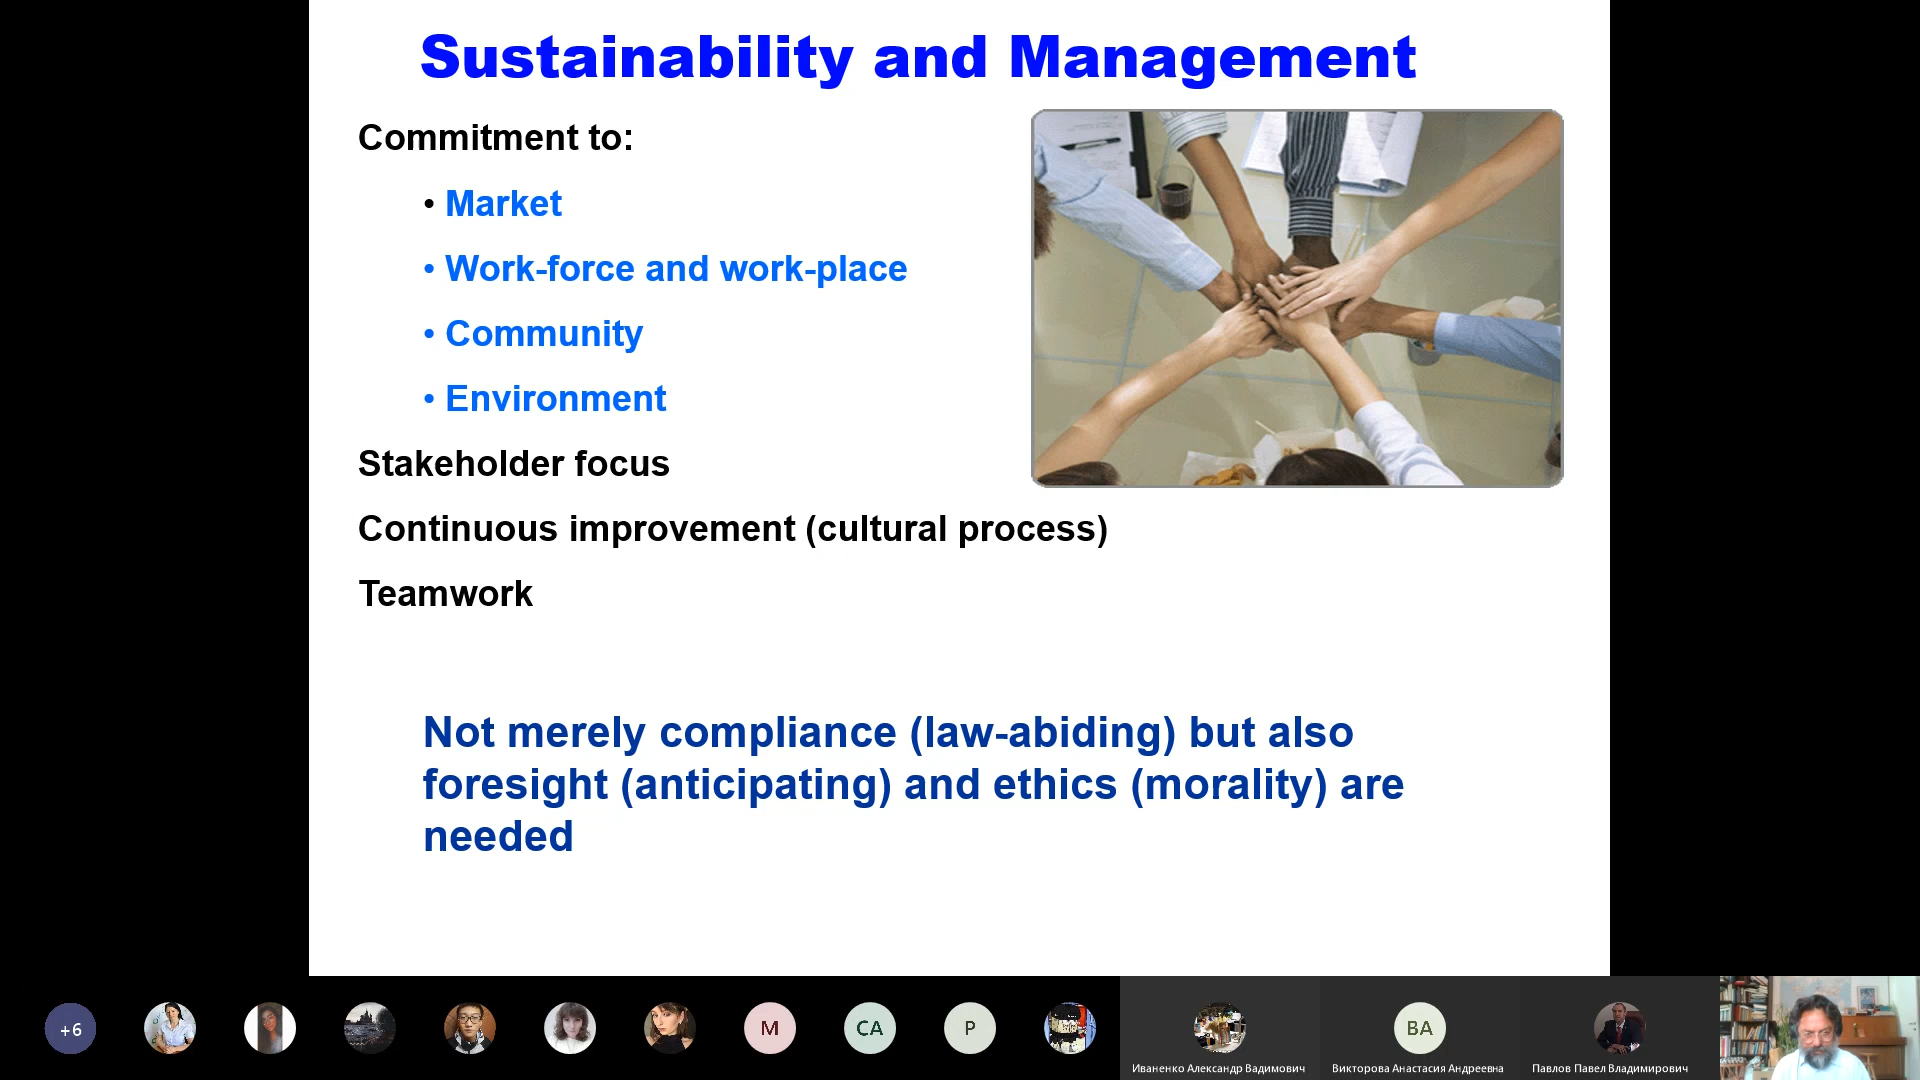 Sustainability and Management
Commitment to:
• Market
• Work-force and work-place
• Community
• Environment
Stakeholder focus
Continuous improvement (cultural process)
Teamwork
Not merely compliance (law-abiding) but also
foresight (anticipating) and ethics (morality) are
needed
+6
M
CA
P
BA
Иваненко Александр Вадимович
Викторова Анастасия Андреевна
Павлов Павел Владимирович